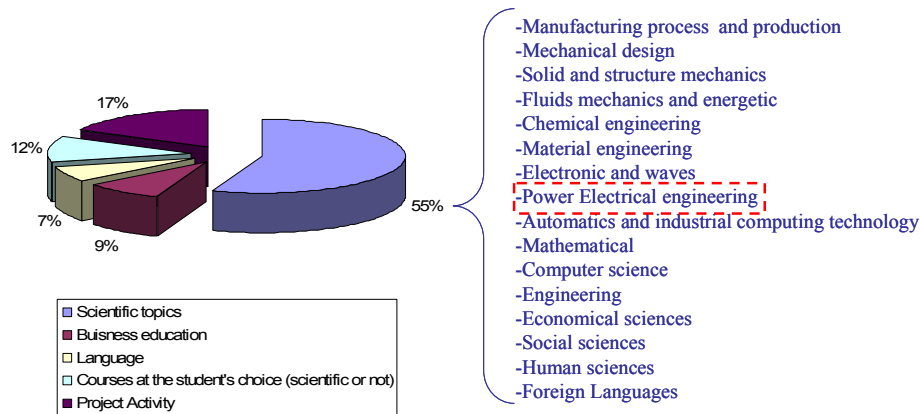 17%
12%
7%
9%
55%
Scientific topics
Buisness education
Language
Courses at the student's choice (scientific or not)
Project Activity
-Manufacturing process and production
-Mechanical design
-Solid and structure mechanics
-Fluids mechanics and energetic
-Chemical engineering
-Material engineering
-Electronic and waves
-Power Electrical engineering
-Automatics and industrial computing technology
-Mathematical
-Computer science
-Engineering
-Economical sciences
-Social sciences
-Human sciences
-Foreign Languages